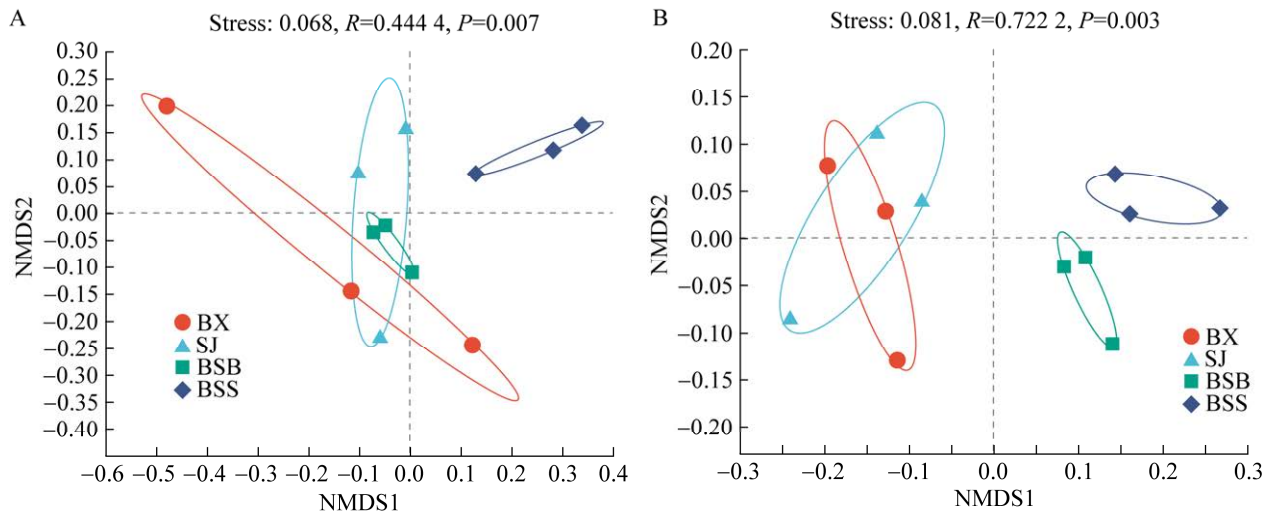 A
Stress: 0.068, R=0.444 4, P=0.007
0.30
0.25
0.20
0.15
0.10
0.05
0.00
−0.05
−0.10
−0.15
−0.20
−0.25
−0.30
−0.35
−0.40
NMDS2
BX
SJ
BSB
BSS
−0.6 −0.5 −0.4 −0.3 −0.2 −0.1 0.0 0.1 0.2 0.3 0.4
NMDS1
B
Stress: 0.081, R=0.722 2, P=0.003
0.20
0.15
0.10
0.05
0.00
−0.05
−0.10
−0.15
−0.20
NMDS2
BX
SJ
BSB
BSS
−0.3 −0.2 −0.1 0.0 0.1 0.2 0.3
NMDS1